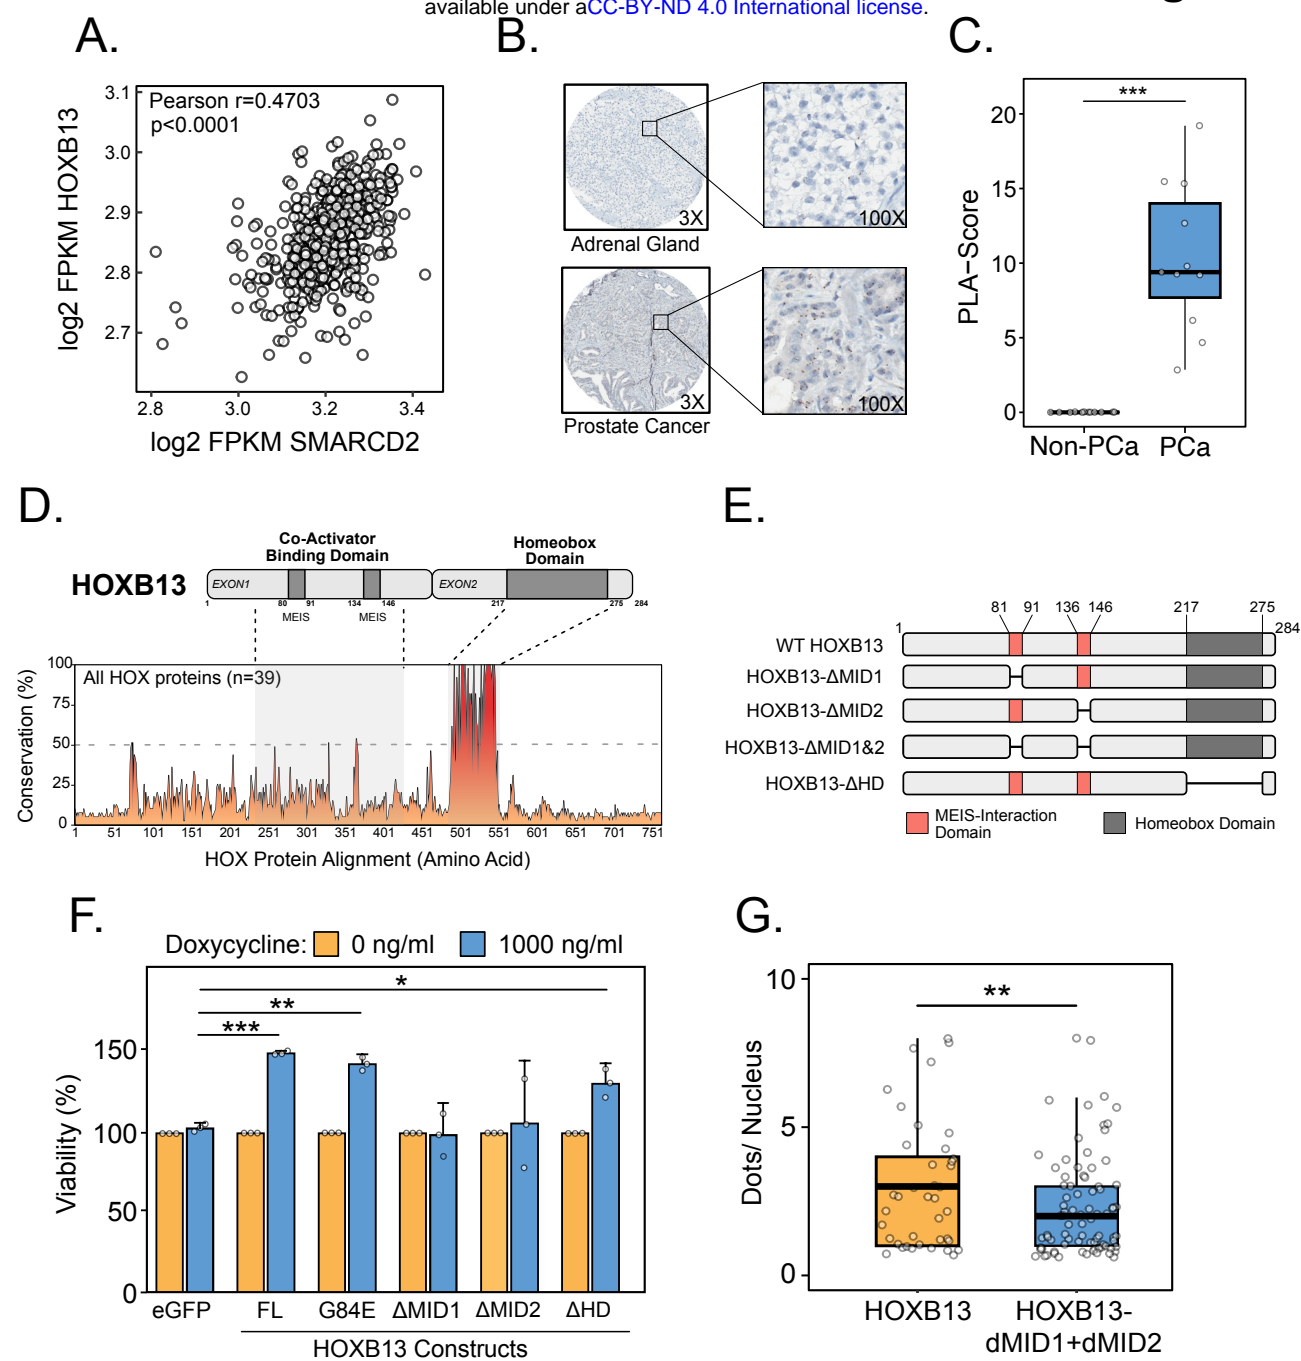 available under aCC-BY-ND 4.0 International license.
A.
Pearson r=0.4703
p<0.0001
log2 FPKM HOXB13
3.1
3.0
2.9
2.8
2.7
2.8 3.0 3.2 3.4
log2 FPKM SMARCD2
B.
3X
100X
Adrenal Gland
3X
100X
Prostate Cancer
C.
***
PLA−Score
20
15
10
5
0
Non-PCa PCa
D.
Co-Activator
Binding Domain
Homeobox
Domain
HOXB13
EXON1
EXON2
1 80 91 134 146 217 275 284
MEIS MEIS
All HOX proteins (n=39)
Conservation (%)
100
75
50
25
0
1 51 101 151 201 251 301 351 401 451 501 551 601 651 701 751
HOX Protein Alignment (Amino Acid)
E.
81 91 136 146 217 275
1 284
WT HOXB13
HOXB13-ΔMID1
HOXB13-ΔMID2
HOXB13-ΔMID1&2
HOXB13-ΔHD
MEIS-Interaction
Domain
Homeobox Domain
F.
Doxycycline: 0 ng/ml 1000 ng/ml
*
**
***
Viability (%)
150
100
50
0
eGFP FL G84E ΔMID1 ΔMID2 ΔHD
HOXB13 Constructs
G.
**
Dots/ Nucleus
10
5
0
HOXB13 HOXB13-
dMID1+dMID2